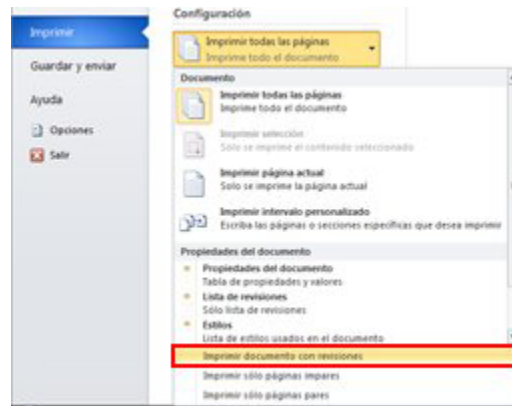 Configuración
Imprimir
Imprimir todas las páginas
Imprime todo el documento
Guardar y enviar
Documento
Ayuda
Imprimir todas las páginas
Imprime todo el documento
Opciones
Imprimir selección
Sólo se imprime el contenido seleccionado
Salir
Imprimir página actual
Solo se imprime la página actual
Imprimir intervalo personalizado
Escriba las páginas o secciones específicas que desea imprimir
Propiedades del documento
Propiedades del documento
Tabla de propiedades y valores
Lista de revisiones
Sólo lista de revisiones
Estilos
Lista de estilos usados en el documento
Imprimir documento con revisiones
Imprimir sólo páginas impares
Imprimir sólo páginas pares